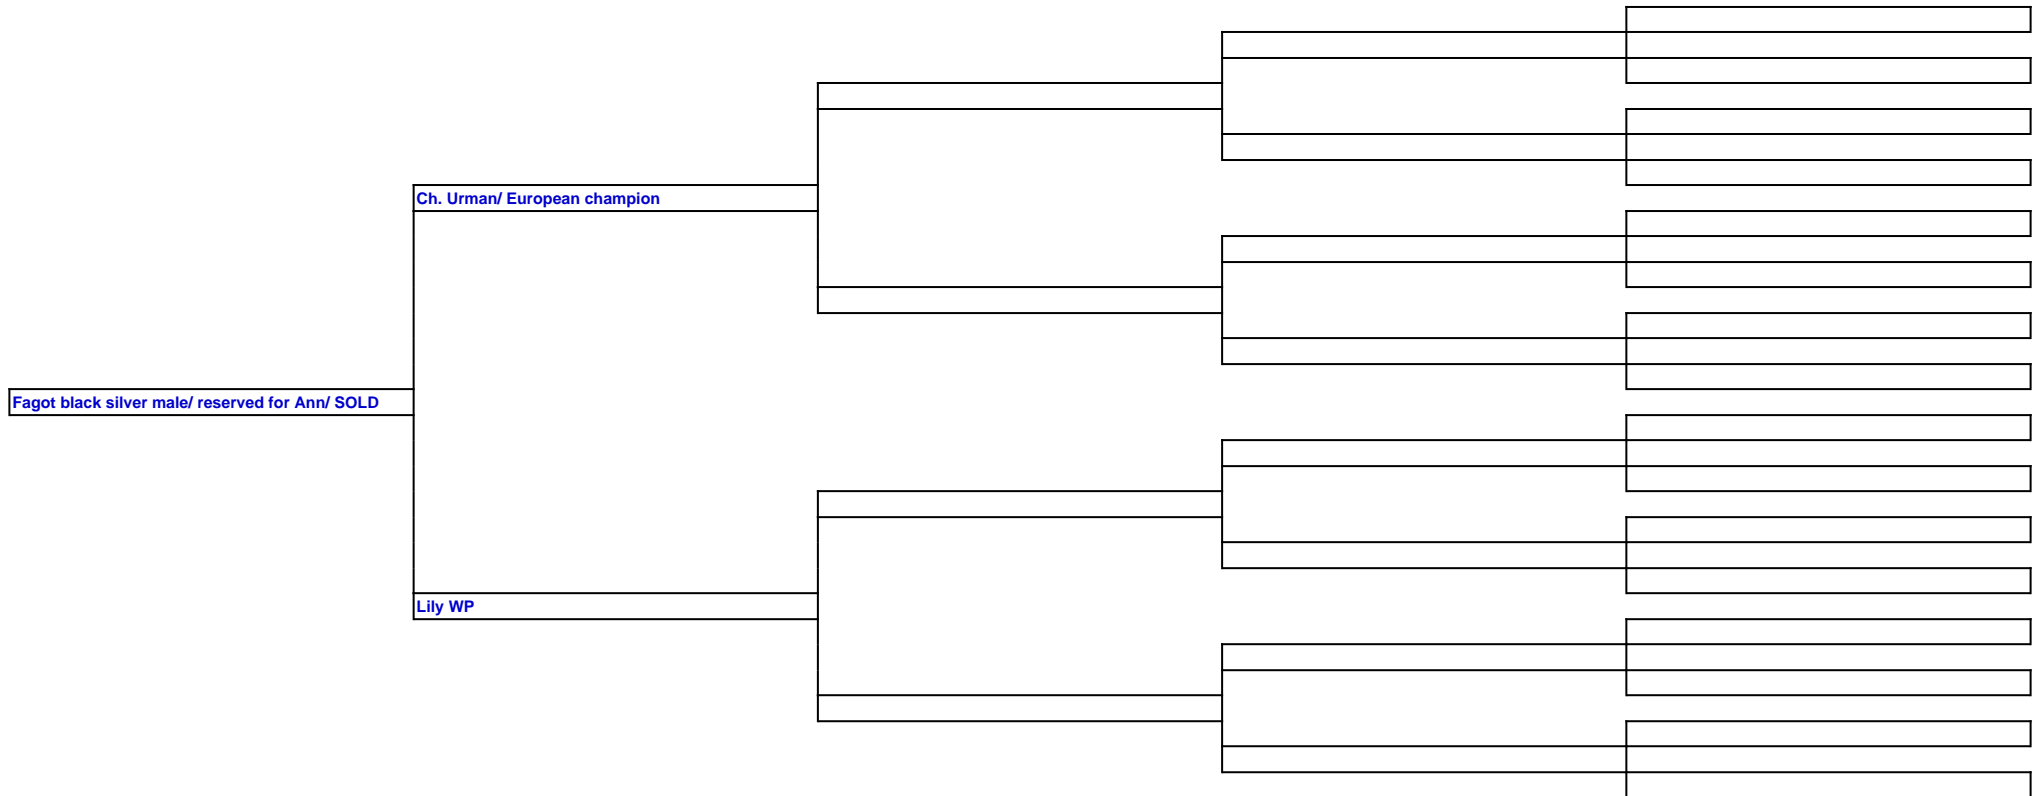 Ch. Urman/ European champion
Fagot black silver male/ reserved for Ann/ SOLD
Lily WP